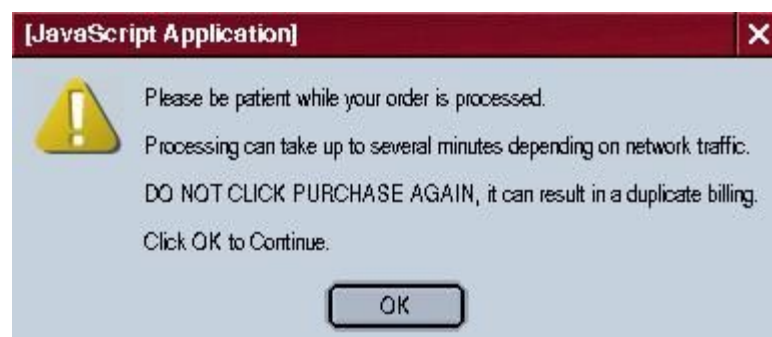 [JavaScript Application]
Please be patient while your order is processed.
Processing can take up to several minutes depending on network traffic.
DO NOT CLICK PURCHASE AGAIN, it can result in a duplicate billing.
Click OK to Continue.
OK